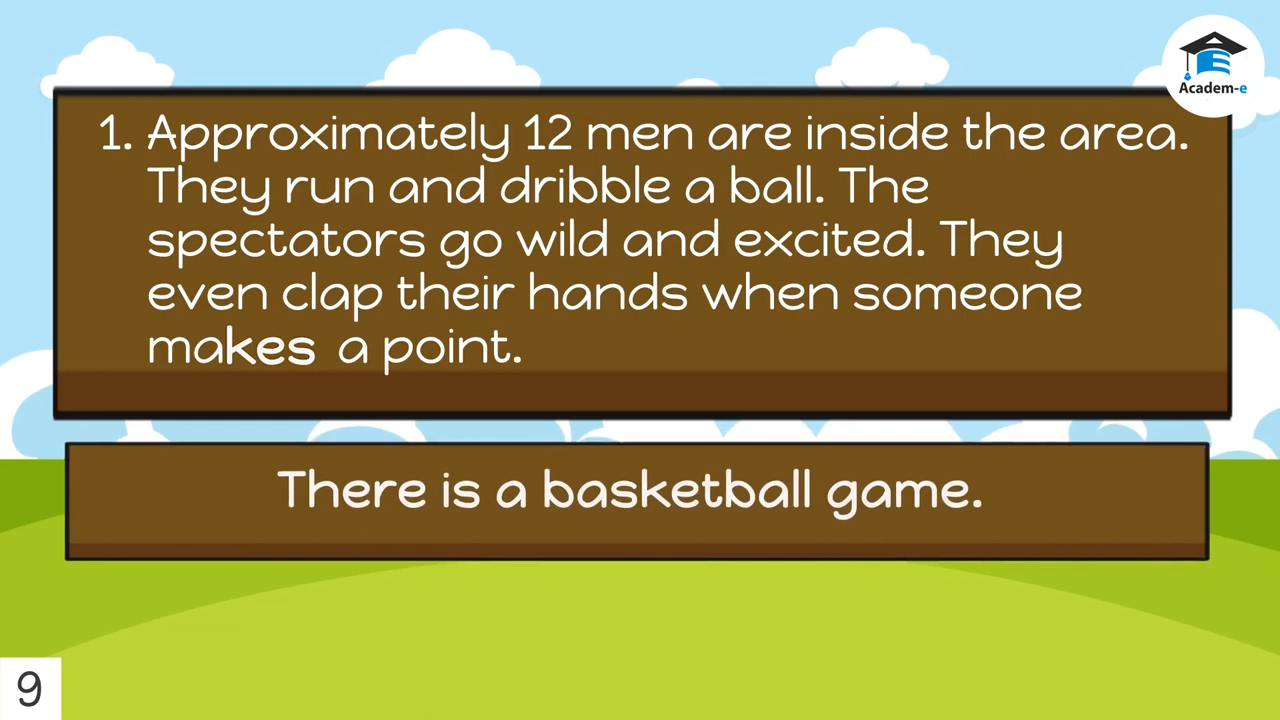 Academ-e
1. Approximately 12 men are inside the area.
They run and dribble a ball. The
spectators go wild and excited. They
even clap their hands when someone
makes a point.
There is a basketball game.
9